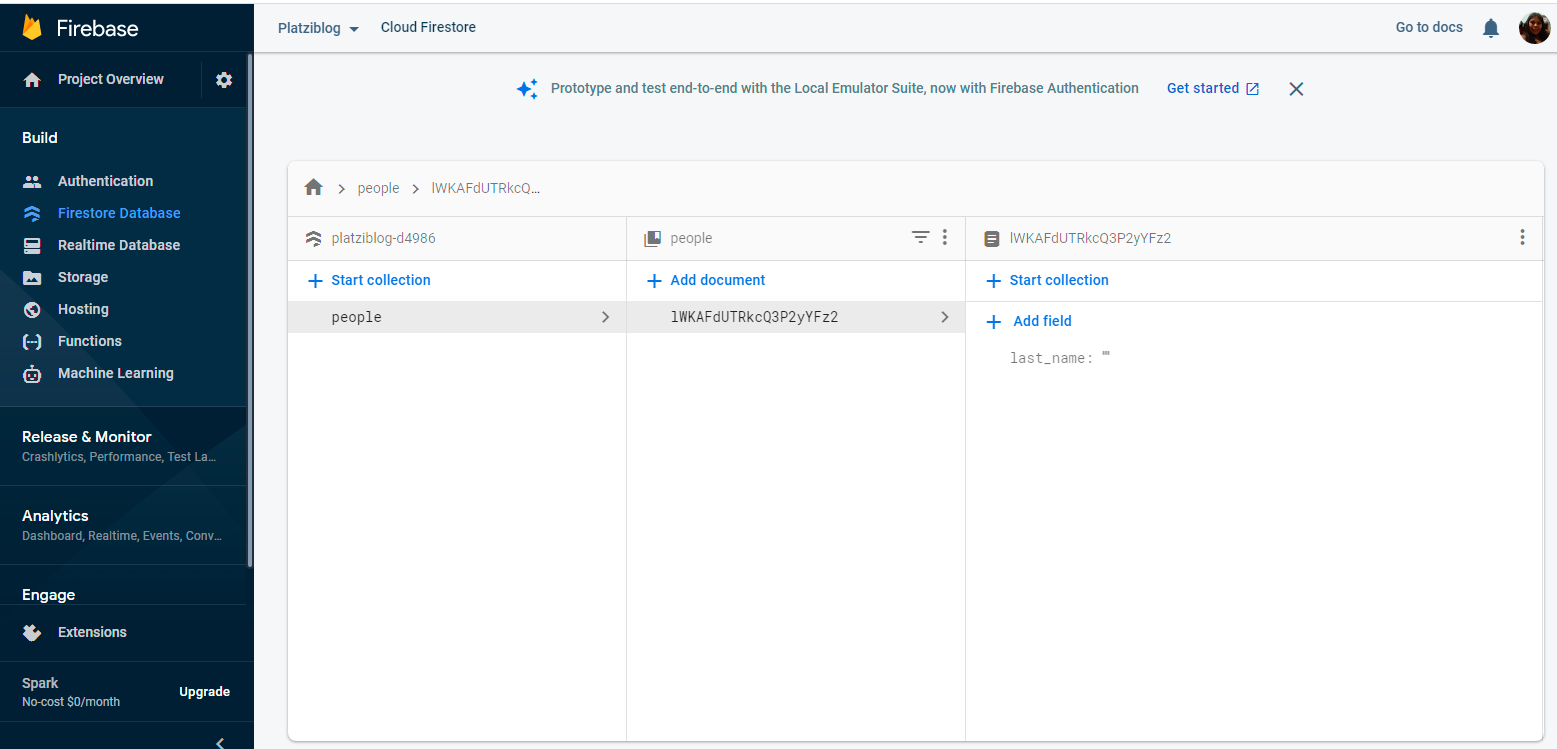 Firebase
Platziblog
Cloud Firestore
Go to docs
Project Overview
Prototype and test end-to-end with the Local Emulator Suite, now with Firebase Authentication
Get started
Build
Authentication
Firestore Database
Realtime Database
Storage
Hosting
Functions
Machine Learning
Release & Monitor
Crashlytics, Performance, Test La...
Analytics
Dashboard, Realtime, Events, Conv...
Engage
Extensions
Spark
No-cost $0/month
Upgrade
people
lWKAFdUTRkcQ...
platziblog-d4986
Start collection
people
people
Add document
lWKAFdUTRkcQ3P2yYFz2
lWKAFdUTRkcQ3P2yYFz2
Start collection
Add field
last_name: ""